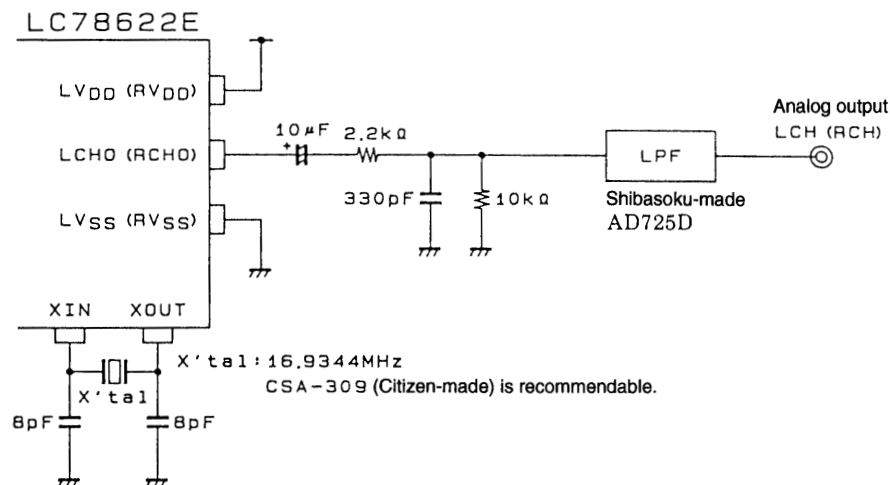 LC78622E
LVDD (RVDD)
LCHO (RCHO)
LVSS (RVSS)
10μF
+
2.2kΩ
330pF
10kΩ
LPF
Shibasoku-made
AD725D
Analog output
LCH (RCH)
XIN
XOUT
X'tal
X'tal:16.9344MHz
CSA-309 (Citizen-made) is recommendable.
8pF
8pF